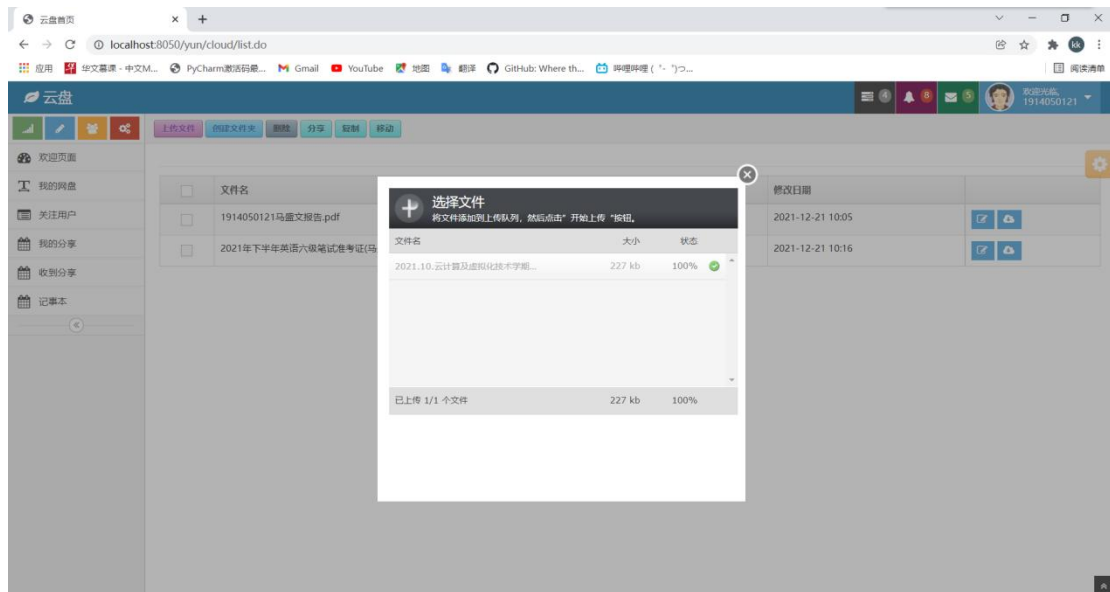 云盘首页
localhost:8050/yun/cloud/list.do
kk
应用 华文慕课 - 中文M... PyCharm激活码最... Gmail YouTube 地图 翻译 GitHub: Where th... 哔哩哔哩 ( ゜- ゜)つ... 阅读清单
云盘 4 8 5 欢迎光临, 1914050121
上传文件 创建文件夹 删除 分享 复制 移动
欢迎页面
我的网盘
关注用户
我的分享
收到分享
记事本
文件名 修改日期
1914050121马盛文报告.pdf 2021-12-21 10:05
2021年下半年英语六级笔试准考证(马 2021-12-21 10:16
选择文件
将文件添加到上传队列，然后点击”开始上传“按钮。
文件名 大小 状态
2021.10.云计算及虚拟化技术学期... 227 kb 100%
已上传 1/1 个文件 227 kb 100%